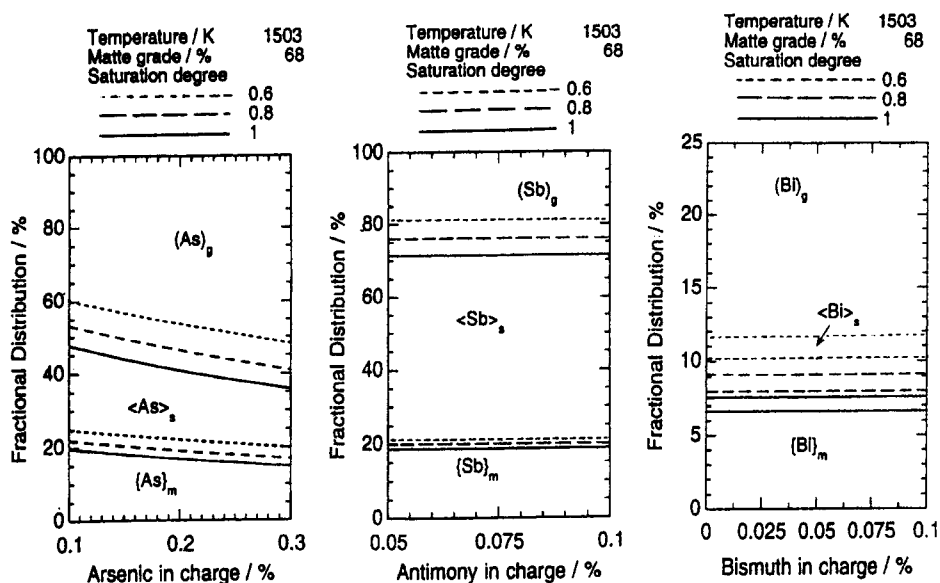 Temperature / K 1503
Matte grade / % 68
Saturation degree
0.6
0.8
1
100
80
60
40
20
0
Fractional Distribution / %
(As)g
<As>s
{As}m
0.1 0.2 0.3
Arsenic in charge / %
Temperature / K 1503
Matte grade / % 68
Saturation degree
0.6
0.8
1
100
80
60
40
20
0
Fractional Distribution / %
(Sb)g
<Sb>s
{Sb}m
0.05 0.075 0.1
Antimony in charge / %
Temperature / K 1503
Matte grade / % 68
Saturation degree
0.6
0.8
1
25
20
15
10
5
0
Fractional Distribution / %
(Bi)g
<Bi>s
{Bi}m
0 0.025 0.05 0.075 0.1
Bismuth in charge / %